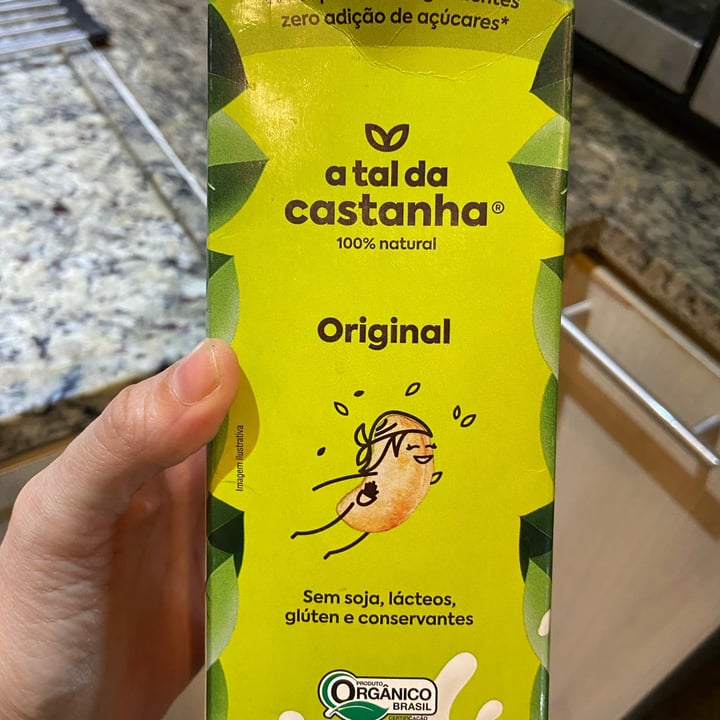 zero adição de açúcares*
a tal da
castanha®
100% natural
Original
Imagem ilustrativa
Sem soja, lácteos,
glúten e conservantes
PRODUTO
ORGÂNICO
BRASIL
CERTIFICAÇÃO